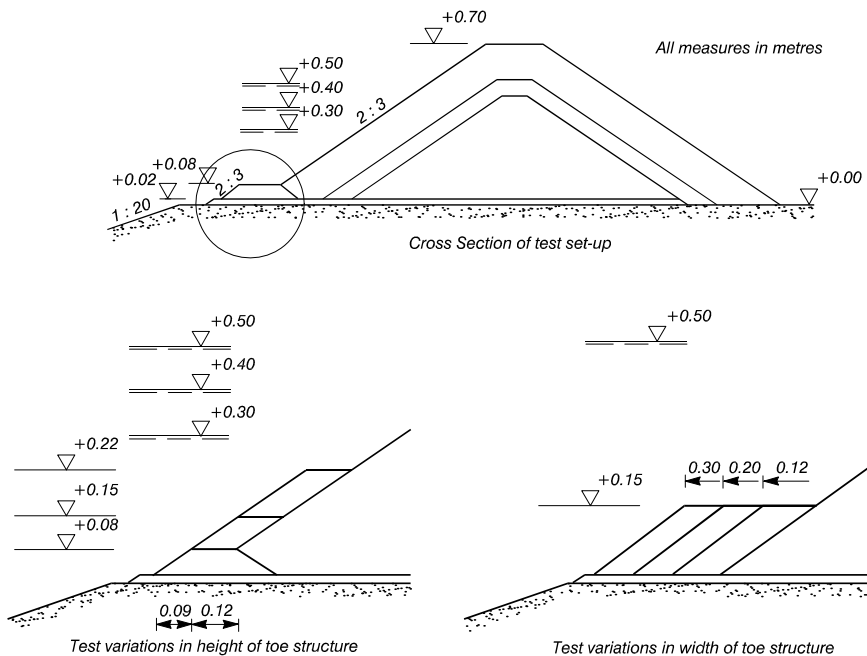 +0.70
All measures in metres
+0.50
+0.40
+0.30
2 : 3
+0.08
+0.02
2 : 3
1 : 20
+0.00
Cross Section of test set-up
+0.50
+0.40
+0.30
+0.22
+0.15
+0.08
0.09 0.12
Test variations in height of toe structure
+0.50
0.30 0.20 0.12
+0.15
Test variations in width of toe structure